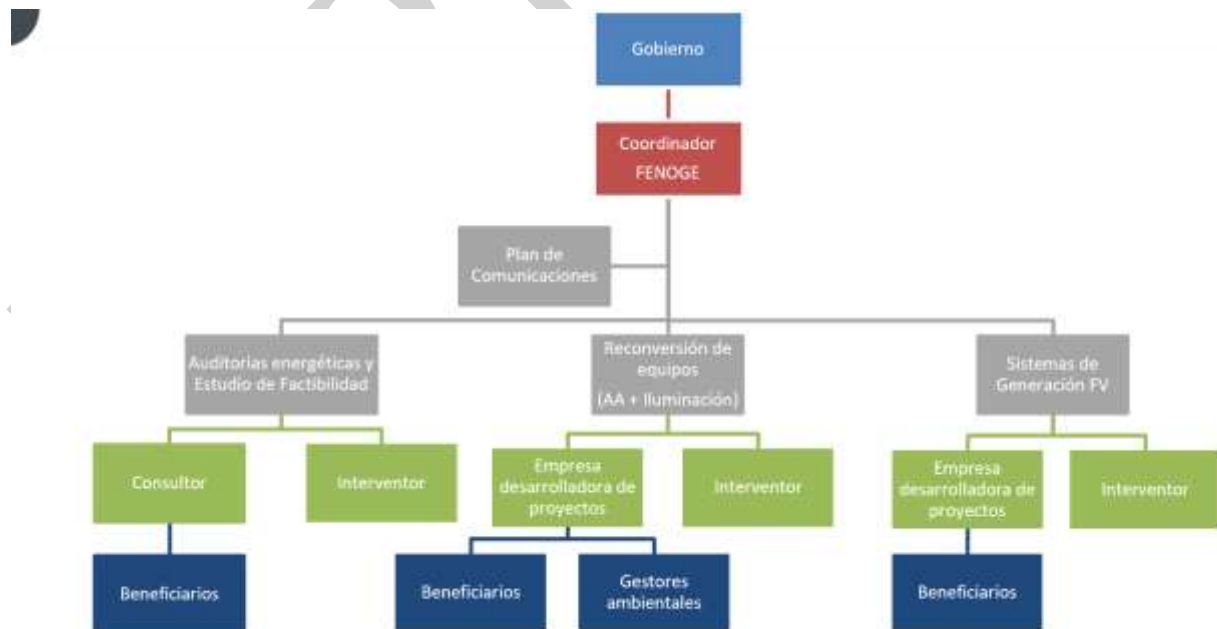 Gobierno
Coordinador
FENOGE
Plan de
Comunicaciones
Auditorias energéticas y
Estudio de Factibilidad
Reconversión de
equipos
(AA + Iluminación)
Sistemas de
Generación FV
Consultor
Interventor
Empresa
desarrolladora de
proyectos
Interventor
Empresa
desarrolladora de
proyectos
Interventor
Beneficiarios
Beneficiarios
Gestores
ambientales
Beneficiarios